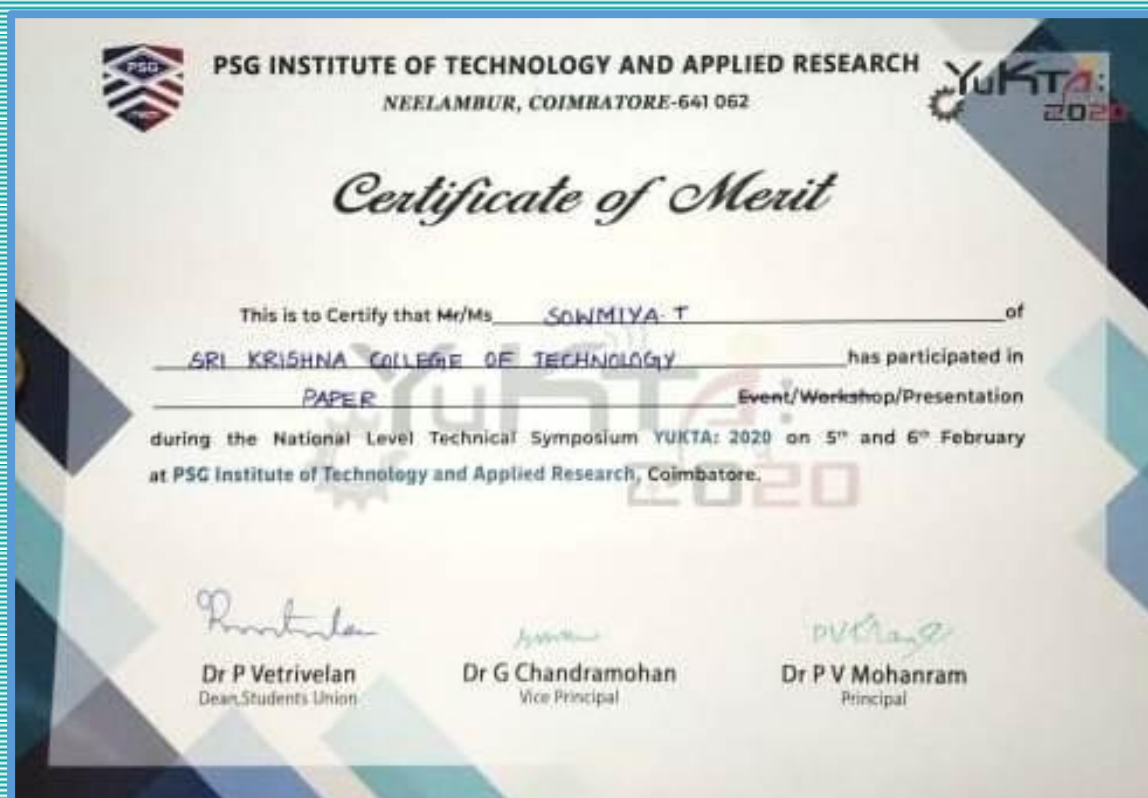 PSG
PSG INSTITUTE OF TECHNOLOGY AND APPLIED RESEARCH
NEELAMBUR, COIMBATORE-641 062
YuKTA:
2020
Certificate of Merit
This is to Certify that Mr/Ms SOWMIYA. T of
SRI KRISHNA COLLEGE OF TECHNOLOGY has participated in
PAPER Event/Workshop/Presentation
during the National Level Technical Symposium YUKTA: 2020 on 5th and 6th February
at PSG Institute of Technology and Applied Research, Coimbatore.
YuKTA:
2020
Dr P Vetrivelan
Dean,Students Union
Dr G Chandramohan
Vice Principal
Dr P V Mohanram
Principal